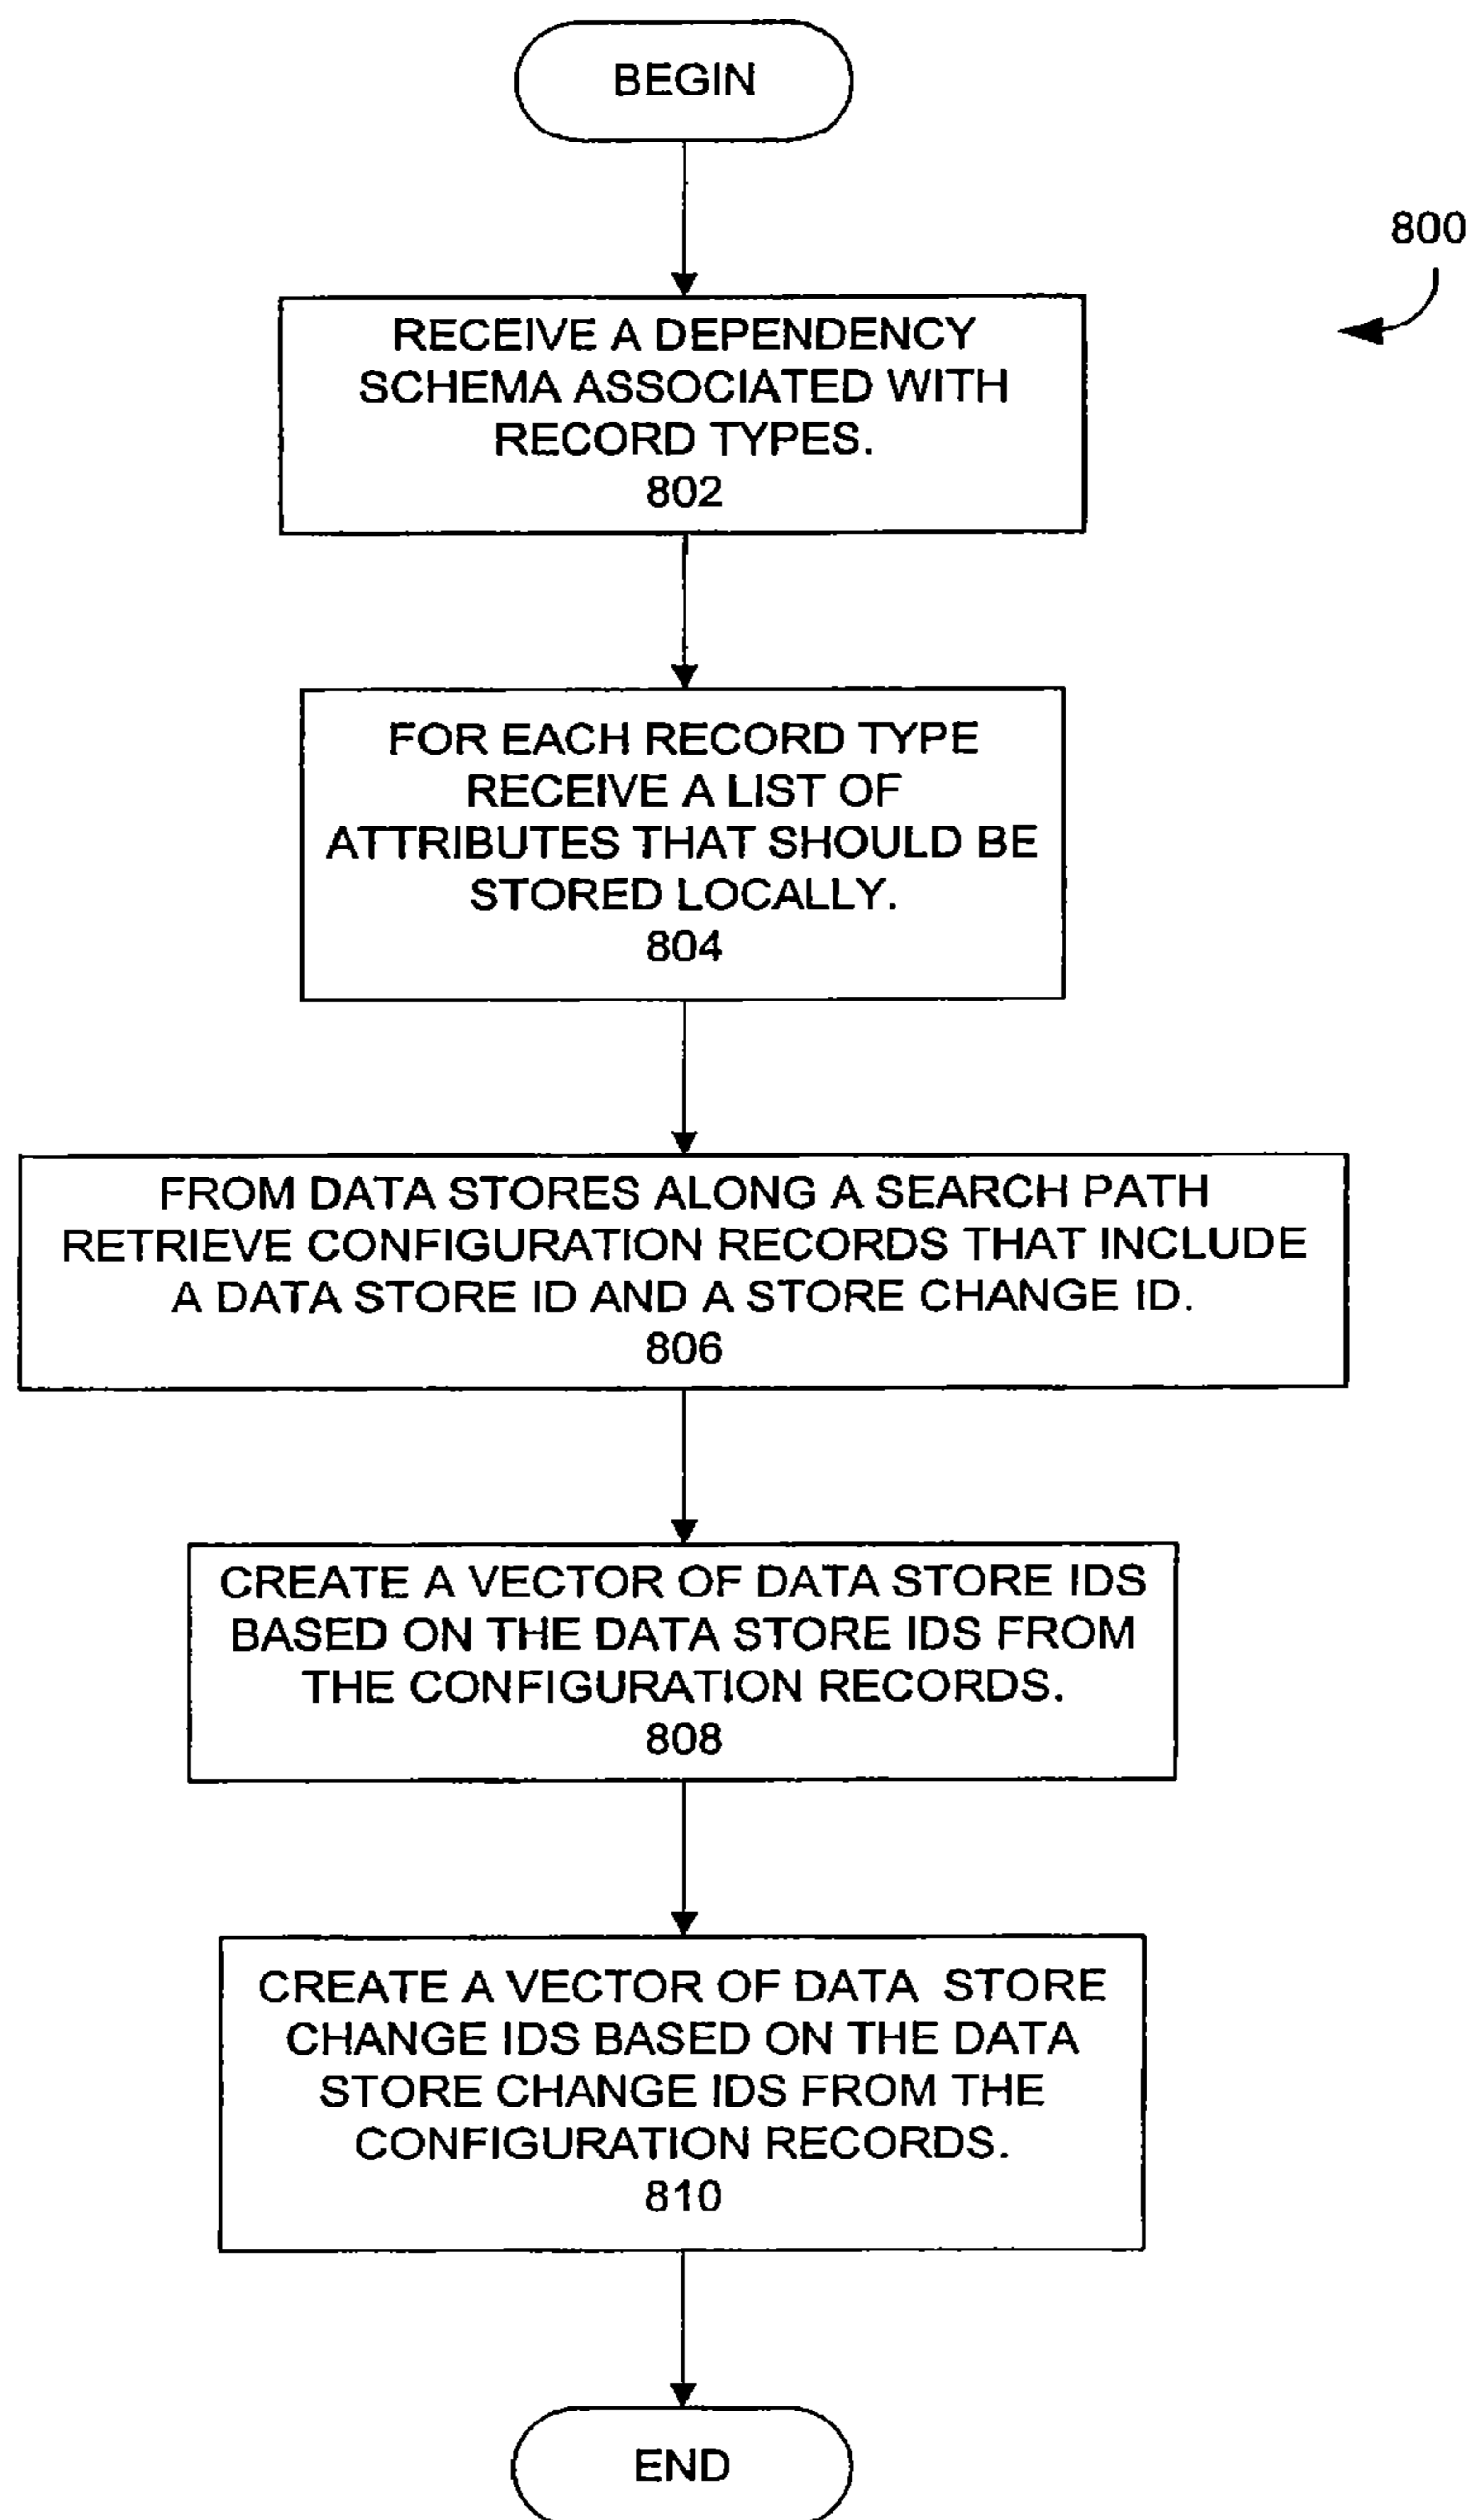 BEGIN
800
RECEIVE A DEPENDENCY
SCHEMA ASSOCIATED WITH
RECORD TYPES.
802
FOR EACH RECORD TYPE
RECEIVE A LIST OF
ATTRIBUTES THAT SHOULD BE
STORED LOCALLY.
804
FROM DATA STORES ALONG A SEARCH PATH
RETRIEVE CONFIGURATION RECORDS THAT INCLUDE
A DATA STORE ID AND A STORE CHANGE ID.
806
CREATE A VECTOR OF DATA STORE IDS
BASED ON THE DATA STORE IDS FROM
THE CONFIGURATION RECORDS.
808
CREATE A VECTOR OF DATA STORE
CHANGE IDS BASED ON THE DATA
STORE CHANGE IDS FROM THE
CONFIGURATION RECORDS.
810
END